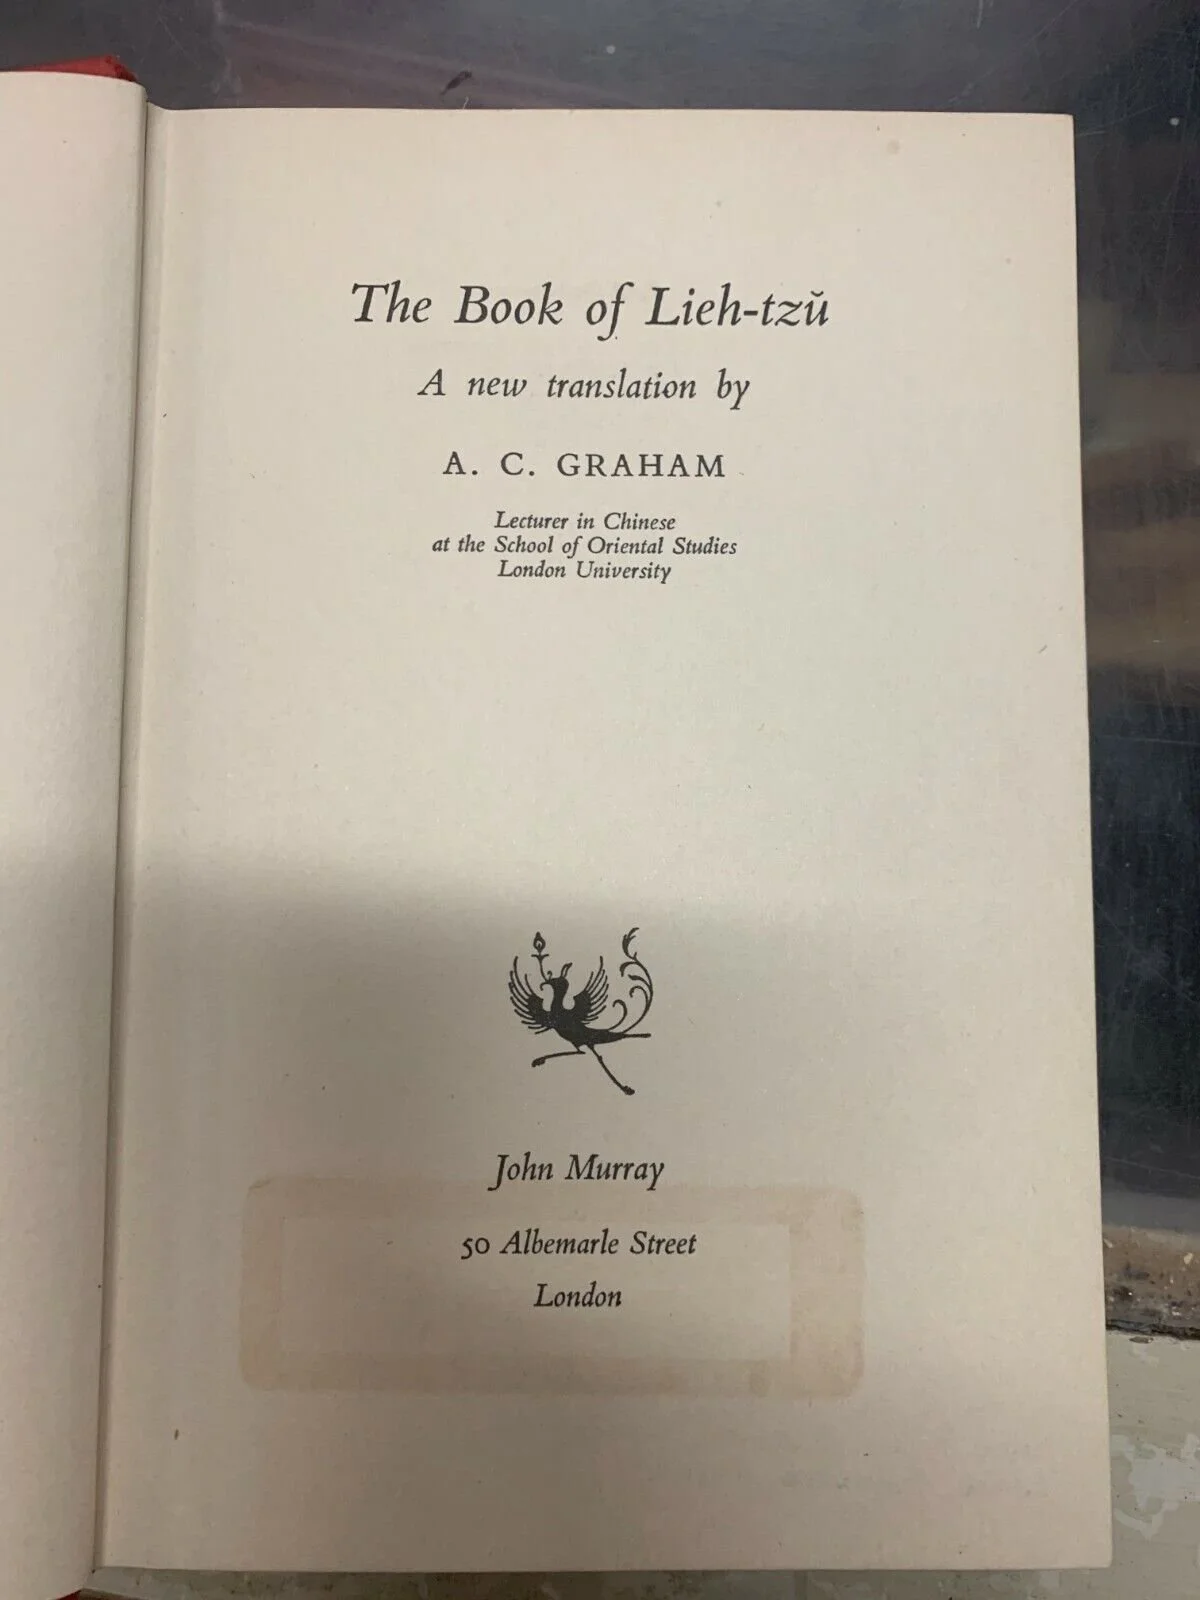 The Book of Lieh-tzŭ
A new translation by
A. C. GRAHAM
Lecturer in Chinese
at the School of Oriental Studies
London University
John Murray
50 Albemarle Street
London